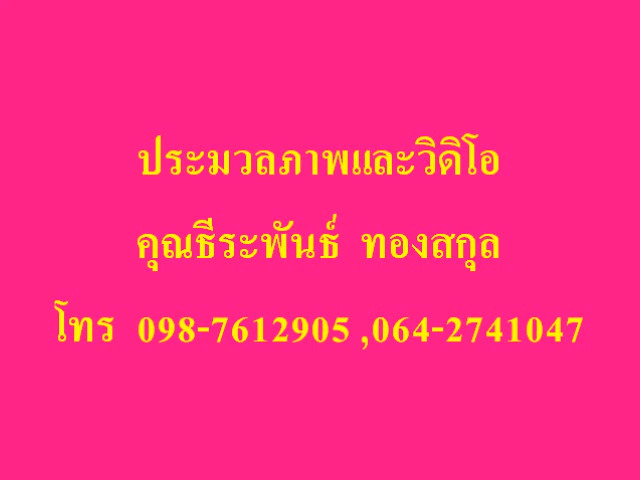 ประมวลภาพและวิดิโอ
คุณธีระพันธ์ ทองสกุล
โทร 098-7612905 ,064-2741047